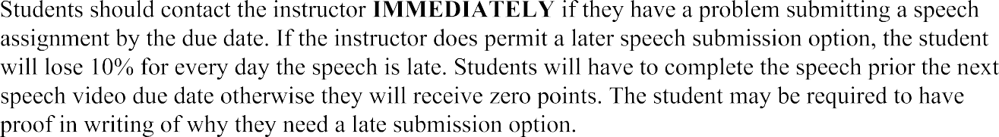 Students should contact the instructor IMMEDIATELY if they have a problem submitting a speech
assignment by the due date. If the instructor does permit a later speech submission option, the student
will lose 10% for every day the speech is late. Students will have to complete the speech prior the next
speech video due date otherwise they will receive zero points. The student may be required to have
proof in writing of why they need a late submission option.